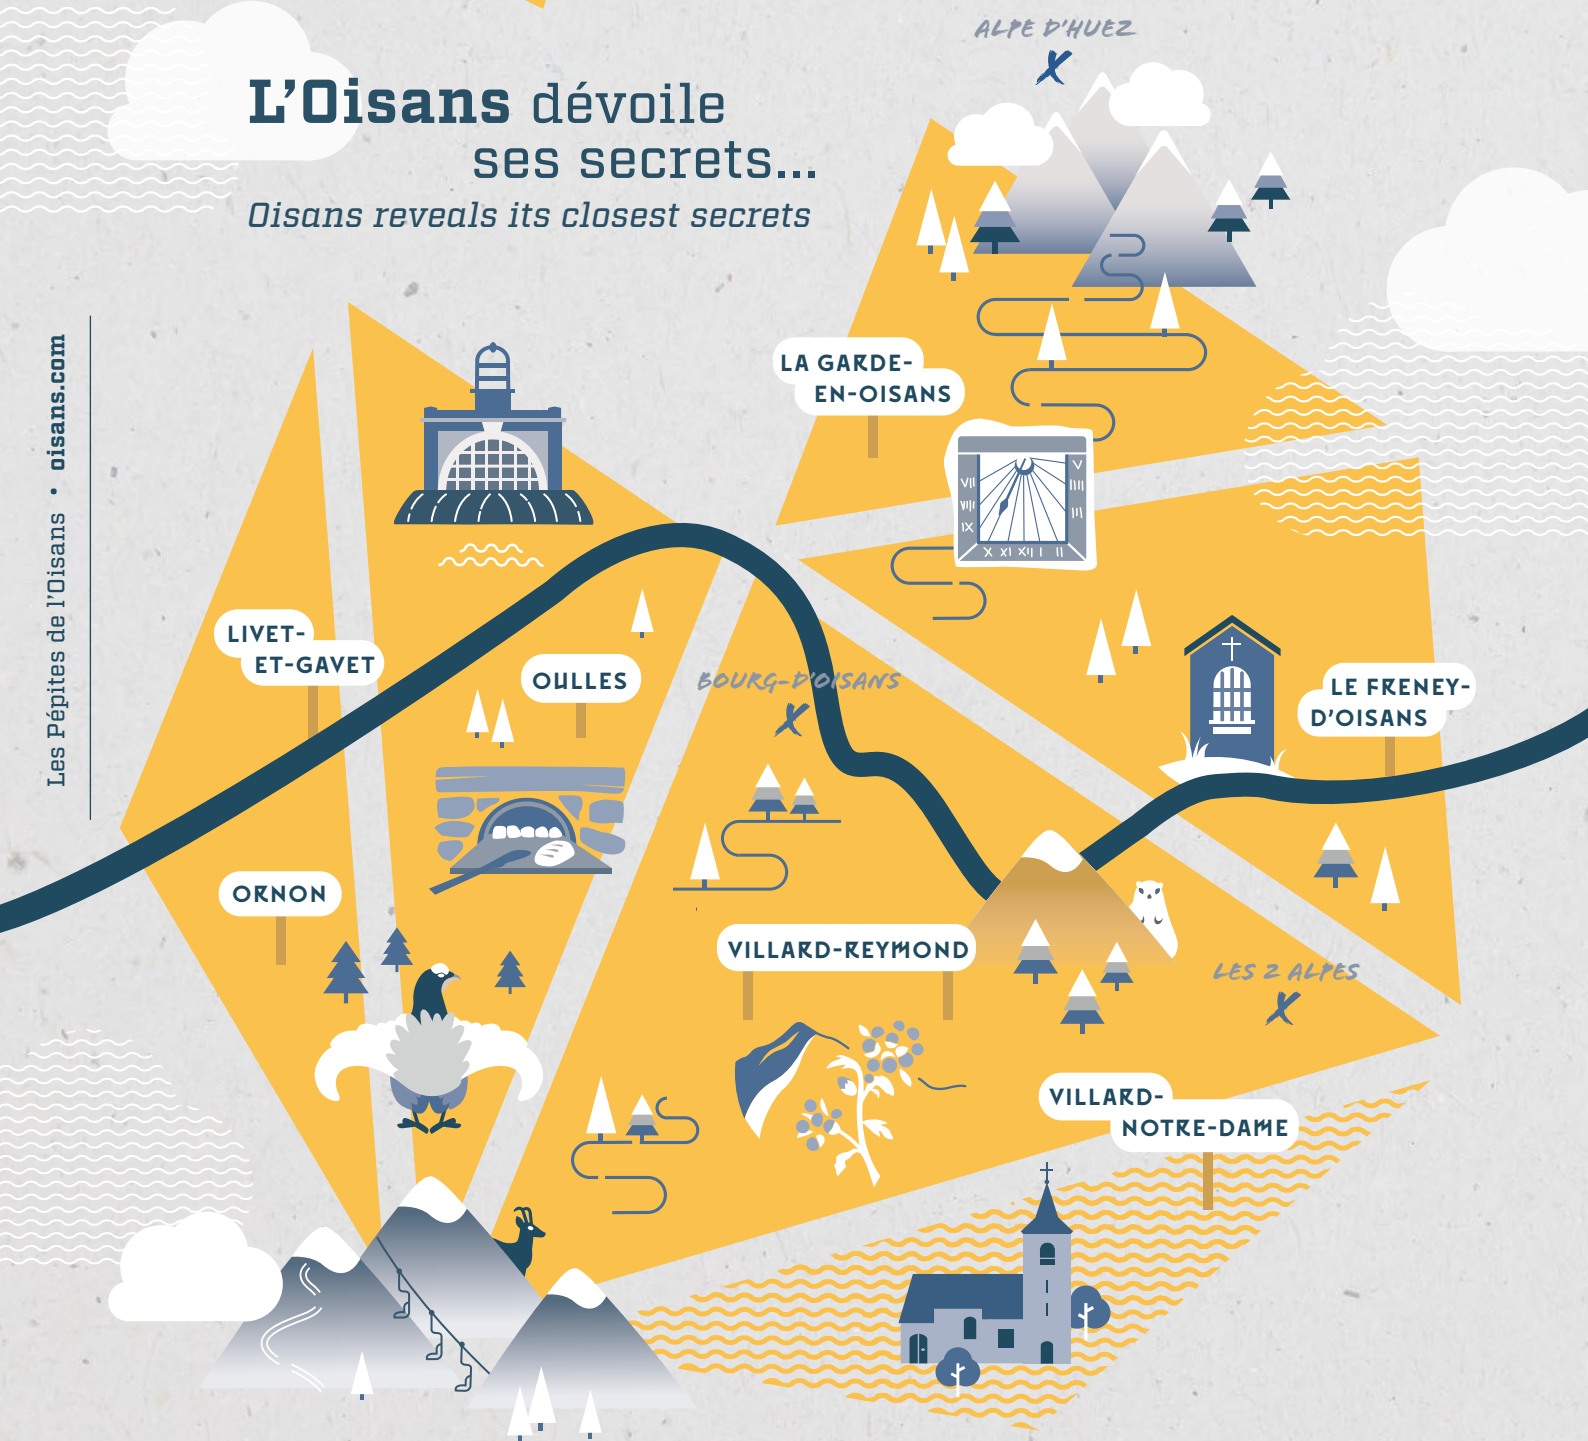 ALPE D'HUEZ
L'Oisans dévoile
ses secrets...
Oisans reveals its closest secrets
Les Pépites de l'Oisans • oisans.com
LA GARDE-
EN-OISANS
VII
VIII
IX
X XI XII I II
V
IIII
III
LIVET-
ET-GAVET
OULLES
BOURG-D'OISANS
LE FRENEY-
D'OISANS
ORNON
VILLARD-REYMOND
LES 2 ALPES
VILLARD-
NOTRE-DAME